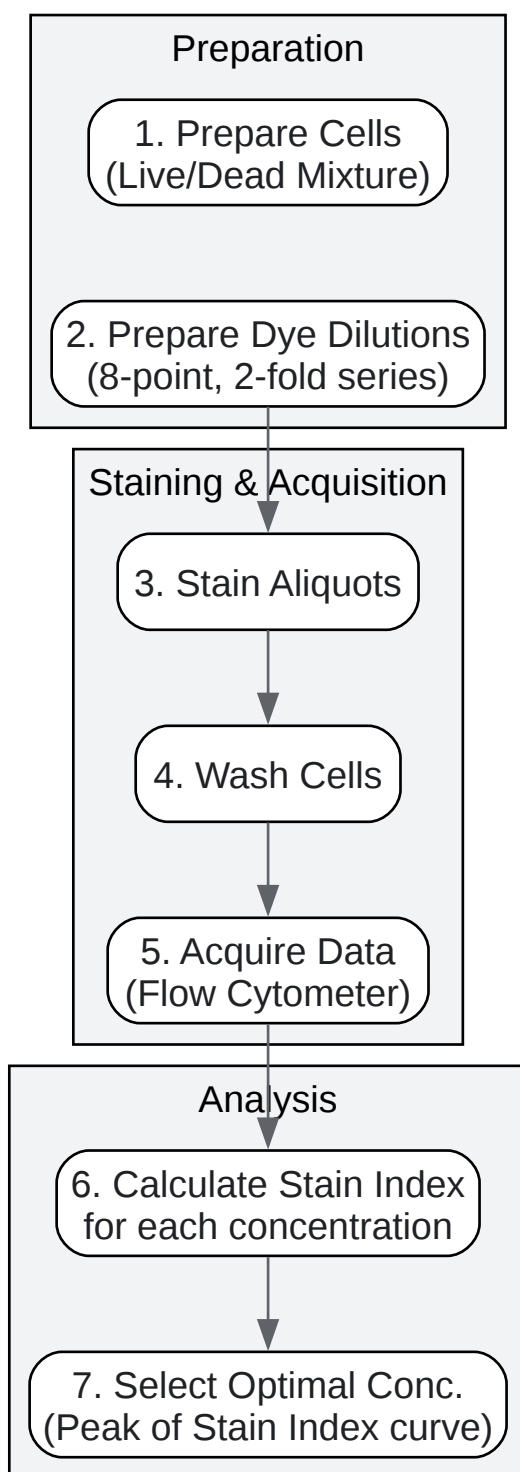 Preparation
1. Prepare Cells
(Live/Dead Mixture)
2. Prepare Dye Dilutions
(8-point, 2-fold series)
Staining & Acquisition
3. Stain Aliquots
4. Wash Cells
5. Acquire Data
(Flow Cytometer)
Analysis
6. Calculate Stain Index
for each concentration
7. Select Optimal Conc.
(Peak of Stain Index curve)